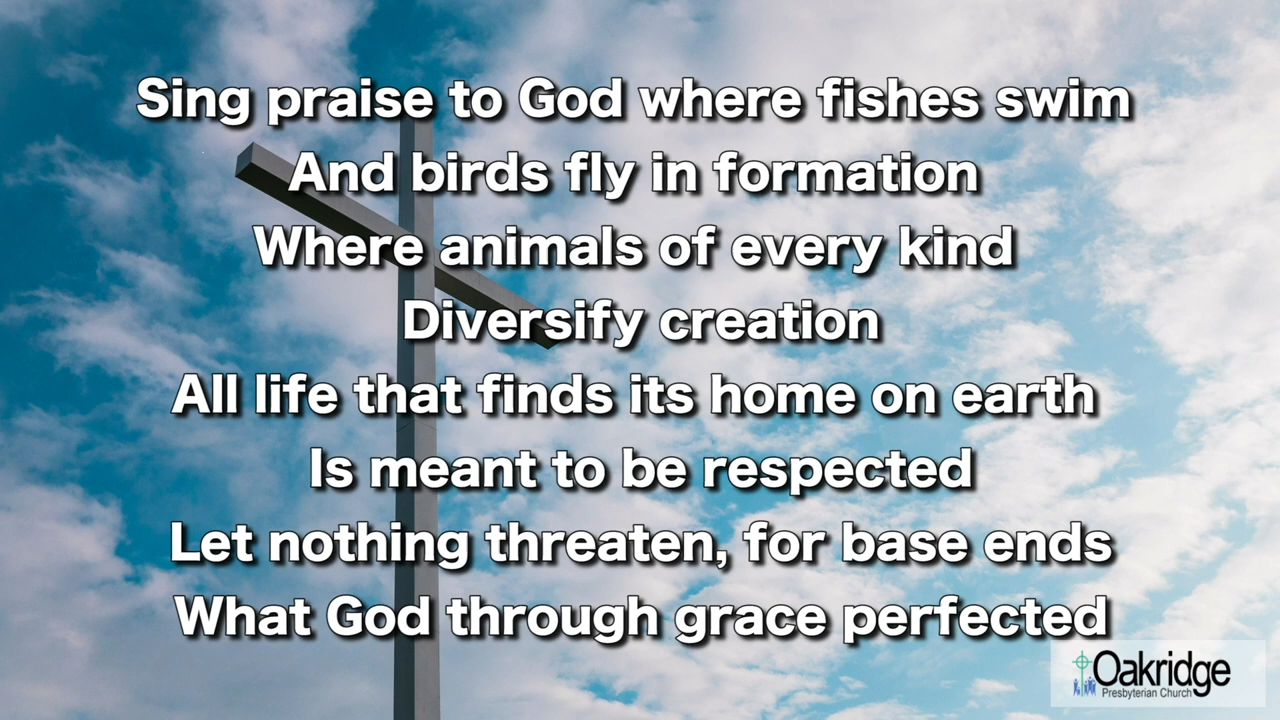 Sing praise to God where fishes swim
And birds fly in formation
Where animals of every kind
Diversify creation
All life that finds its home on earth
Is meant to be respected
Let nothing threaten, for base ends
What God through grace perfected
Oakridge
Presbyterian Church